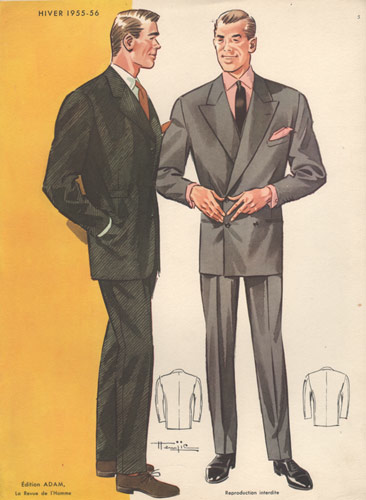 HIVER 1955-56
Édition ADAM,
La Revue de l'Homme
Reproduction interdite